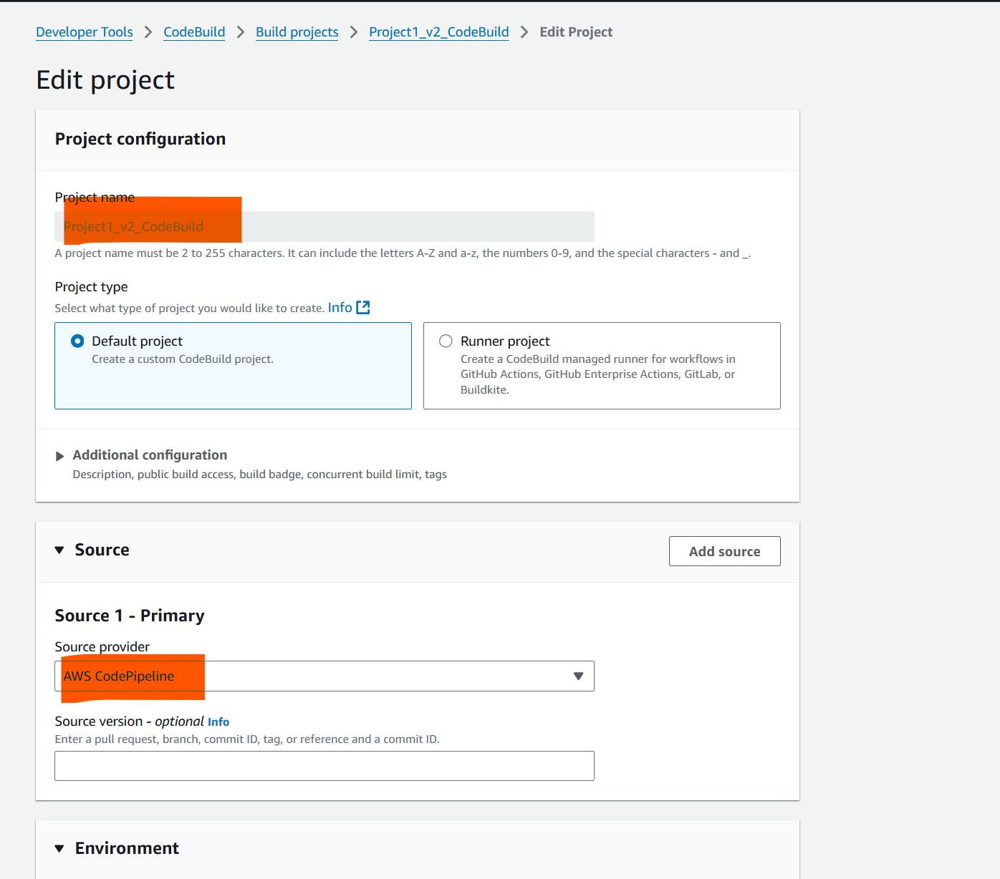 Developer Tools > CodeBuild > Build projects > Project1_v2_CodeBuild > Edit Project
Edit project
Project configuration
Project name
Project1_v2_CodeBuild
A project name must be 2 to 255 characters. It can include the letters A-Z and a-z, the numbers 0-9, and the special characters - and _.
Project type
Select what type of project you would like to create. Info
Default project
Create a custom CodeBuild project.
Runner project
Create a CodeBuild managed runner for workflows in
GitHub Actions, GitHub Enterprise Actions, GitLab, or
Buildkite.
Additional configuration
Description, public build access, build badge, concurrent build limit, tags
Source
Add source
Source 1 - Primary
Source provider
AWS CodePipeline
Source version - optional Info
Enter a pull request, branch, commit ID, tag, or reference and a commit ID.
Environment